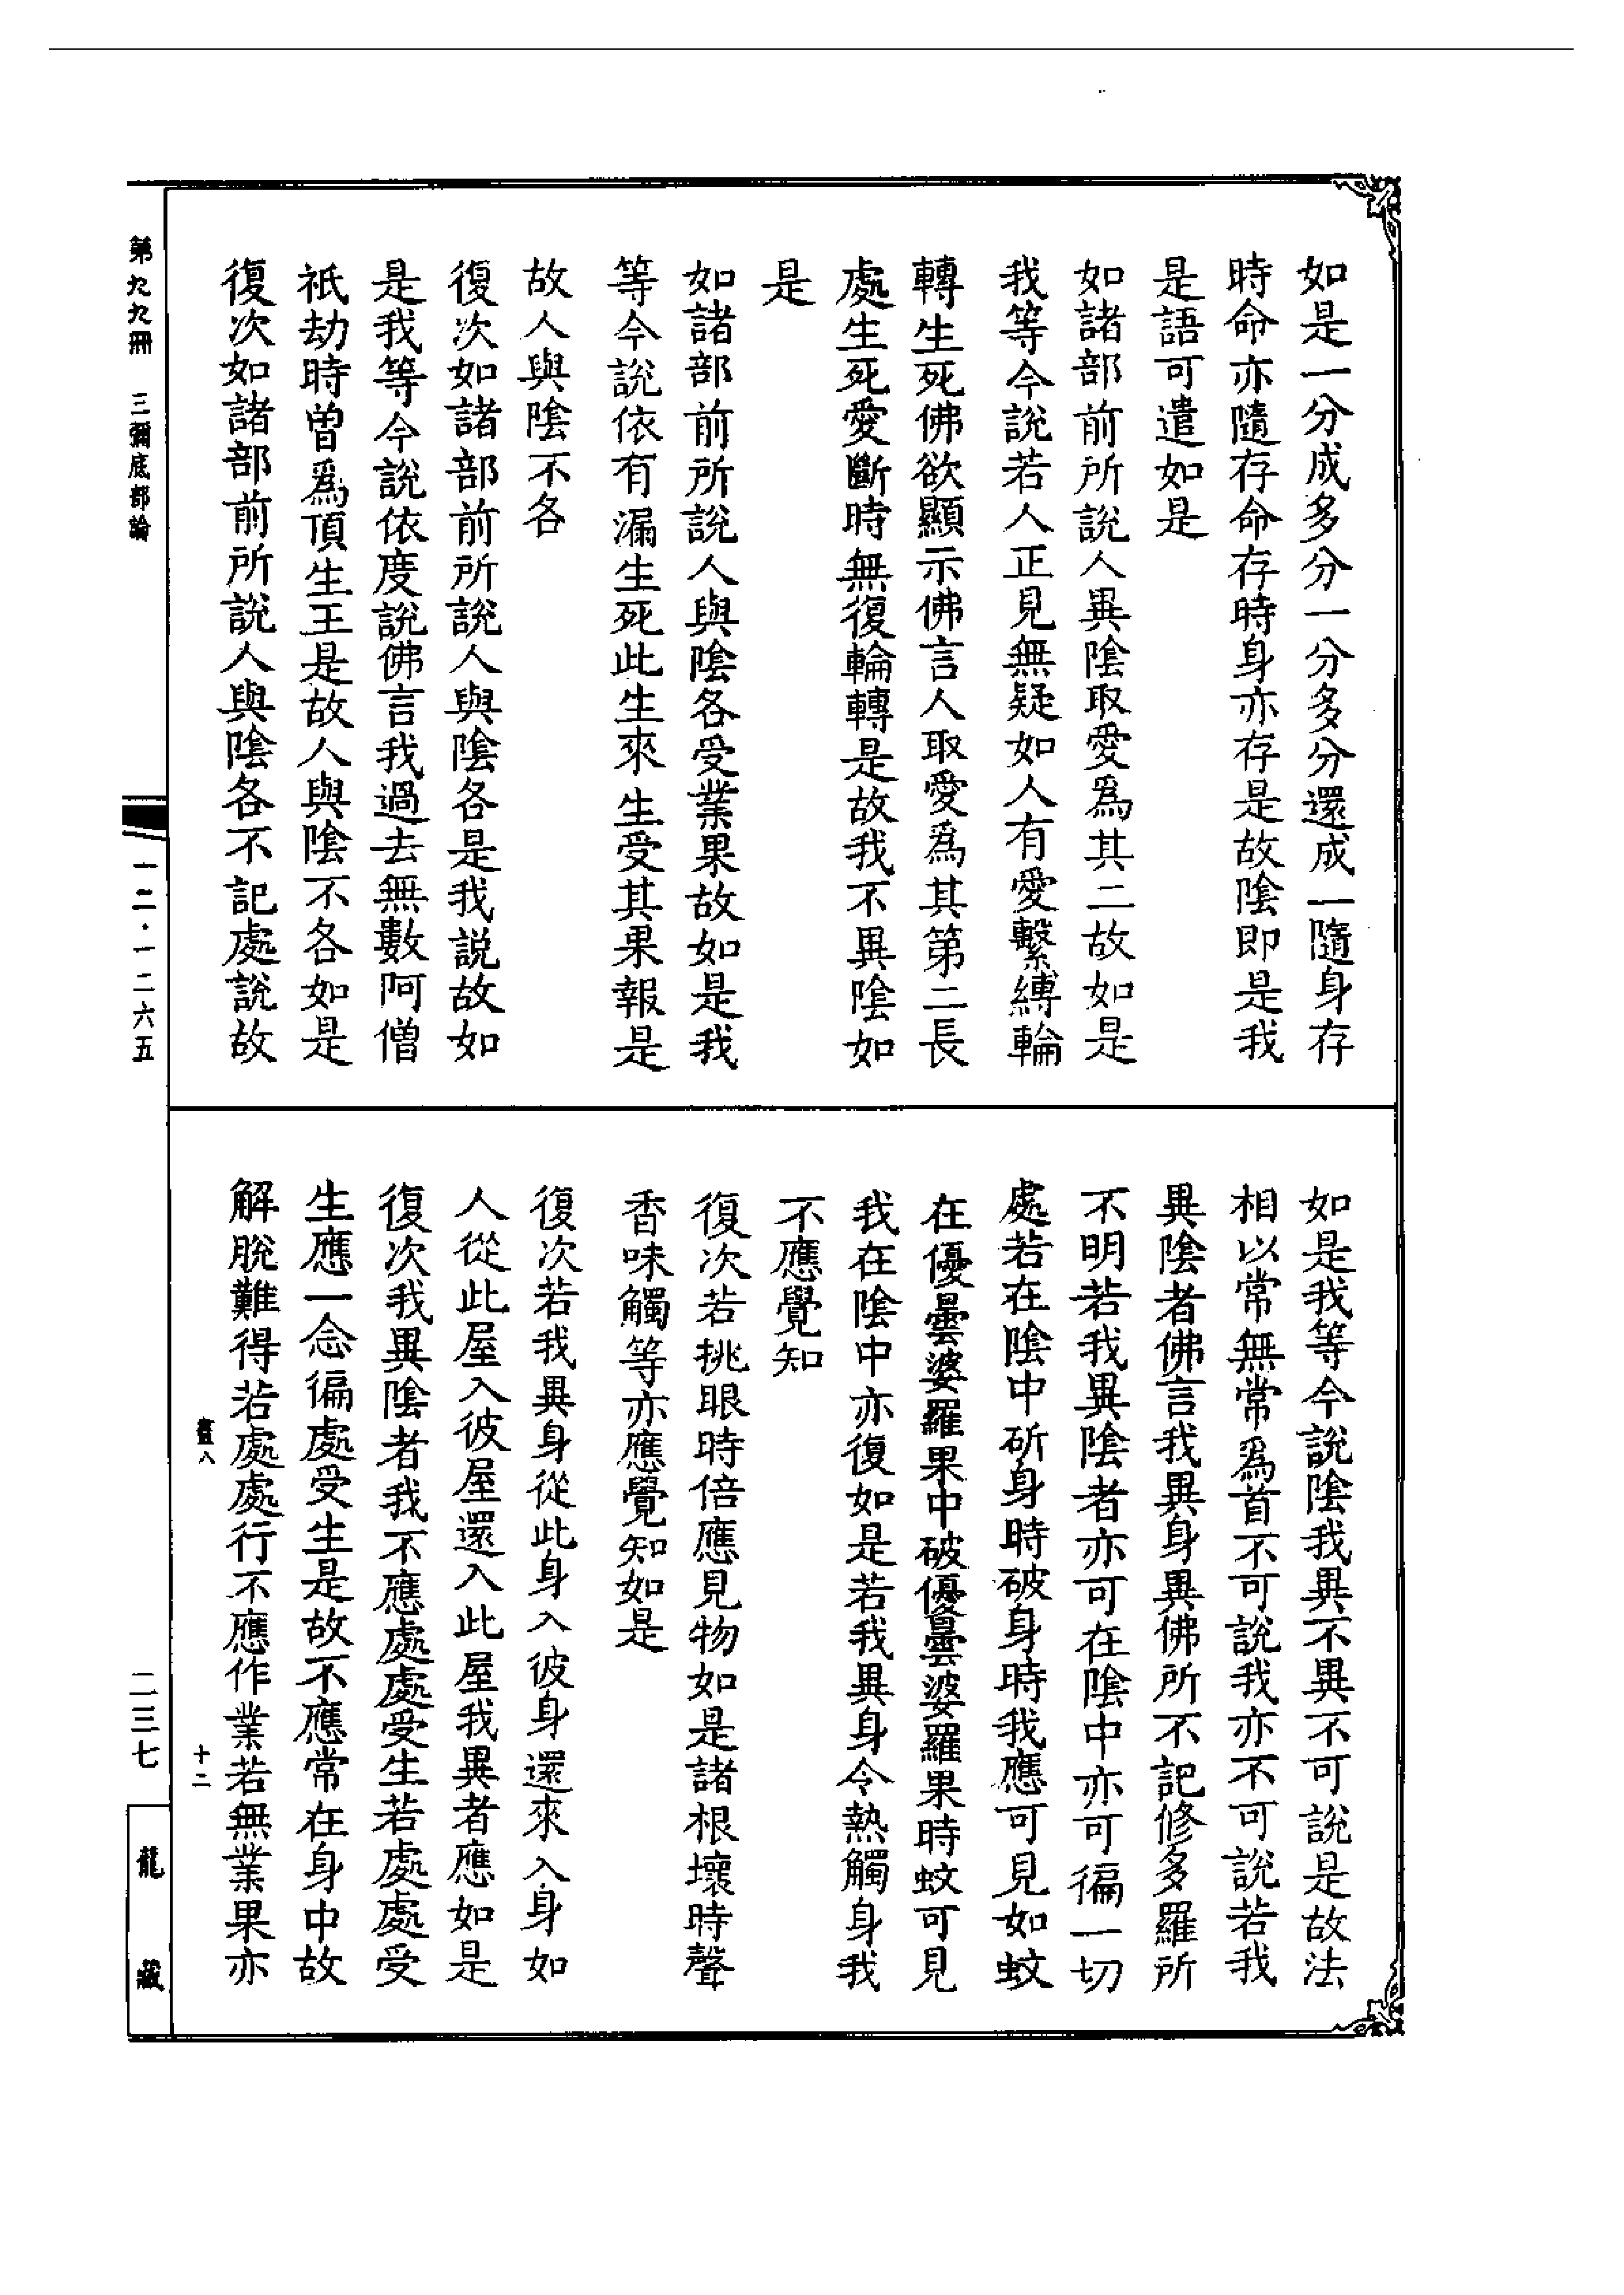 如是一分成多分一分多分還成一隨身存
時命亦隨存命存時身亦存是故陰即是我
是語可遣如是
如諸部前所說人異陰取愛爲其二故如是
我等今說若人正見無疑如人有愛繫縛輪
轉生死佛欲顯示佛言人取愛爲其第二長
處生死愛斷時無復輪轉是故我不異陰如
是
如諸部前所說人與陰各受業果故如是我
等今說依有漏生死此生來生受其果報是
故人與陰不各
復次如諸部前所說人與陰各是我說故如
是我等今說依度說佛言我過去無數阿僧
祇劫時曾爲頂生王是故人與陰不各如是
復次如諸部前所說人與陰各不記處說故
如是我等今說陰我異不異不可說是故法
相以常無常爲首不可說我亦不可說若我
異陰者佛言我異身異佛所不記修多羅所
不明若我異陰者亦可在陰中亦可徧一切
處若在陰中斫身時破身時我應可見如蚊
在優曇婆羅果中破優曇婆羅果時蚊可見
我在陰中亦復如是若我異身令熱觸身我
不應覺知
復次若挑眼時倍應見物如是諸根壞時聲
香味觸等亦應覺知如是
復次若我異身從此身入彼身還來入身如
人從此屋入彼屋還入此屋我異者應如是
復次我異陰者我不應處處受生若處處受
生應一念徧處受生是故不應常在身中故
解脫難得若處處行不應作業若無業果亦
十二
第九九冊 三彌底部論
一二·一二六五
二三七
龍藏